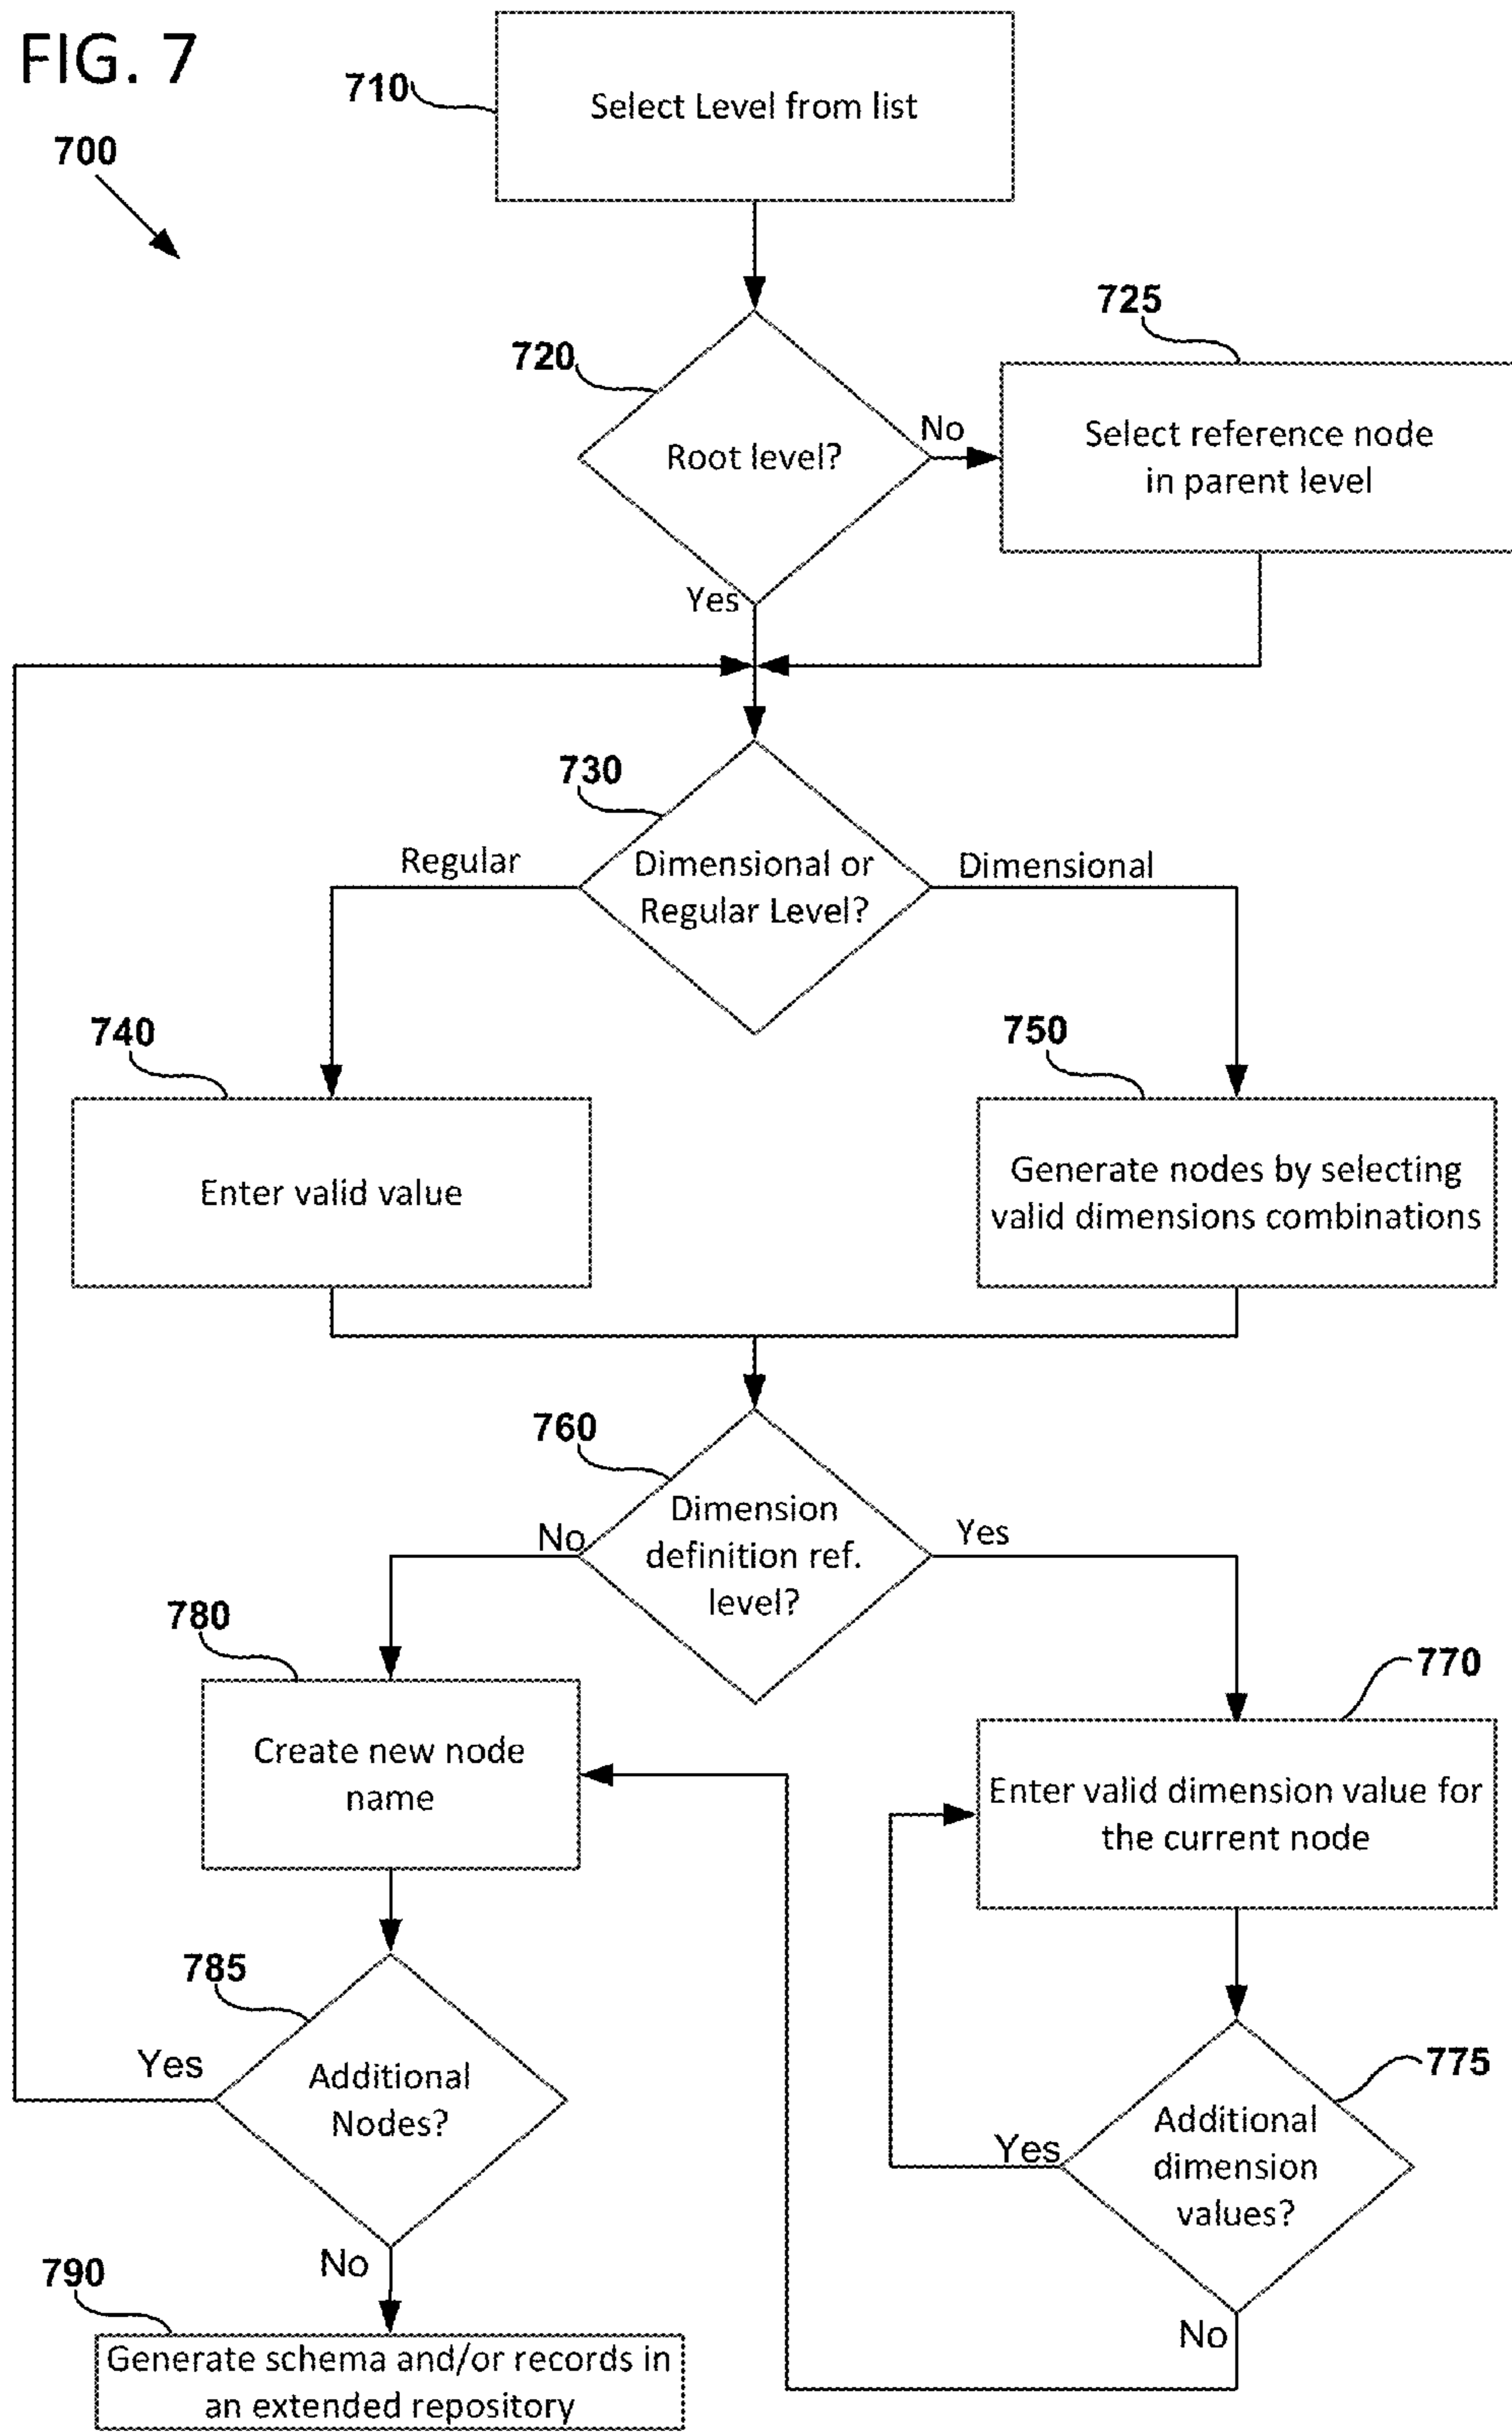 FIG. 7
700
710
Select Level from list
720
Root level?
No
Yes
725
Select reference node
in parent level
730
Dimensional or
Regular Level?
Regular
Dimensional
740
Enter valid value
750
Generate nodes by selecting
valid dimensions combinations
760
Dimension
definition ref.
level?
No
Yes
780
Create new node
name
770
Enter valid dimension value for
the current node
785
Additional
Nodes?
Yes
No
775
Additional
dimension
values?
Yes
No
790
Generate schema and/or records in
an extended repository